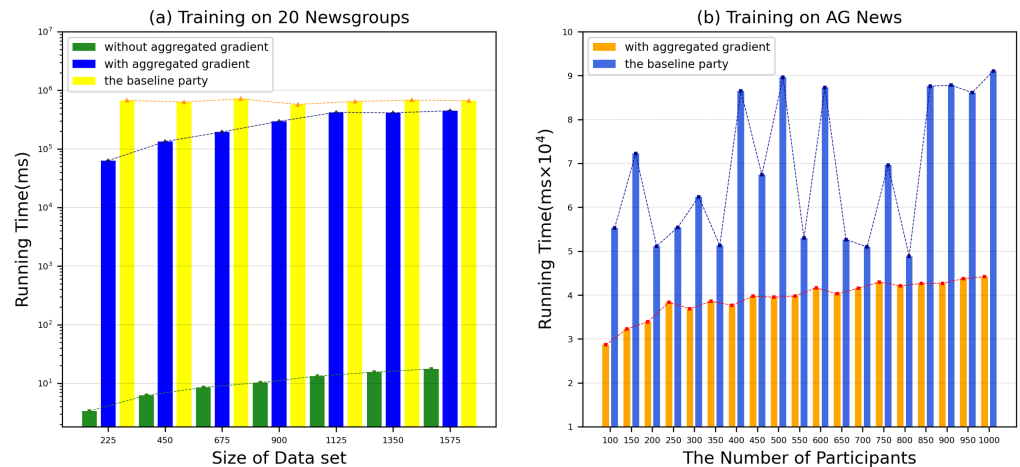 (a) Training on 20 Newsgroups
without aggregated gradient
with aggregated gradient
the baseline party
Running Time(ms)
10^7
10^6
10^5
10^4
10^3
10^2
10^1
225 450 675 900 1125 1350 1575
Size of Data set
(b) Training on AG News
with aggregated gradient
the baseline party
Running Time(ms×10^4)
10
9
8
7
6
5
4
3
2
1
100 150 200 250 300 350 400 450 500 550 600 650 700 750 800 850 900 950 1000
The Number of Participants